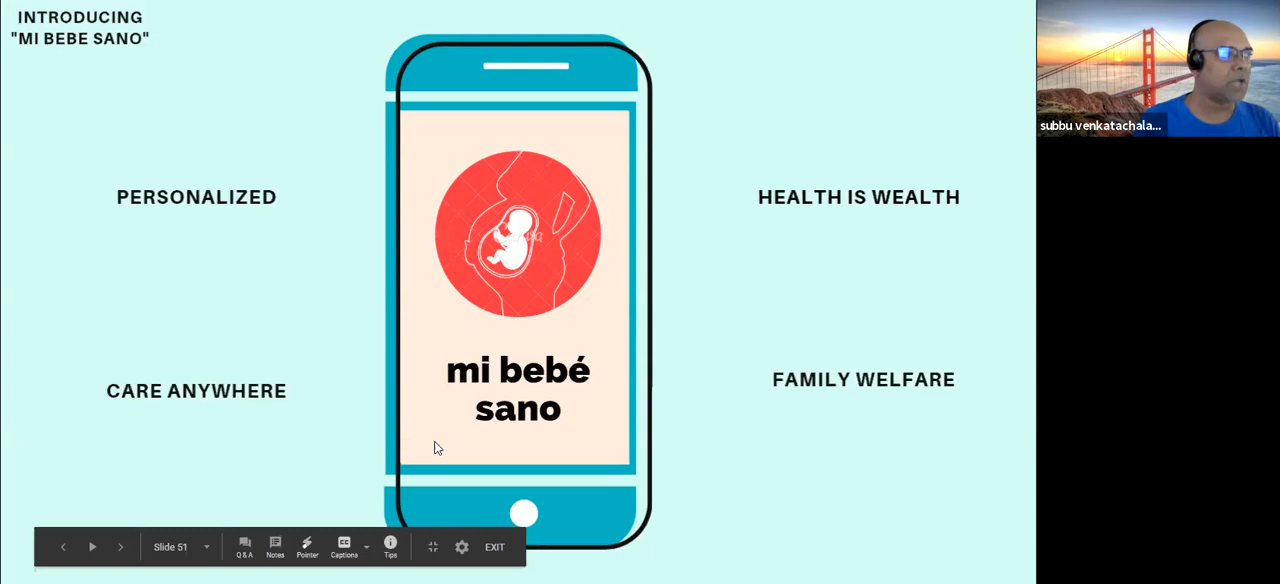 INTRODUCING
"MI BEBE SANO"
PERSONALIZED
HEALTH IS WEALTH
mi bebé
sano
CARE ANYWHERE
FAMILY WELFARE
subbu venkatachala...
Slide 51
Q & A
Notes
Pointer
Captions
CC
Tips
EXIT